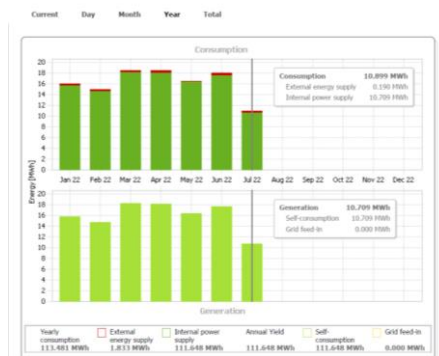 Current Day Month Year Total
Consumption
20
18
16
14
12
10
8
6
4
2
0
Consumption 10.899 MWh
External energy supply 0.190 MWh
Internal power supply 10.709 MWh
Jan 22 Feb 22 Mar 22 Apr 22 May 22 Jun 22 Jul 22 Aug 22 Sep 22 Oct 22 Nov 22 Dec 22
Energy [MWh]
20
18
16
14
12
10
8
6
4
2
0
Generation 10.709 MWh
Self-consumption 10.709 MWh
Grid feed-in 0.000 MWh
Generation
Yearly consumption 113.481 MWh
External energy supply 1.833 MWh
Internal power supply 111.648 MWh
Annual Yield 111.648 MWh
Self-consumption 111.648 MWh
Grid feed-in 0.000 MWh